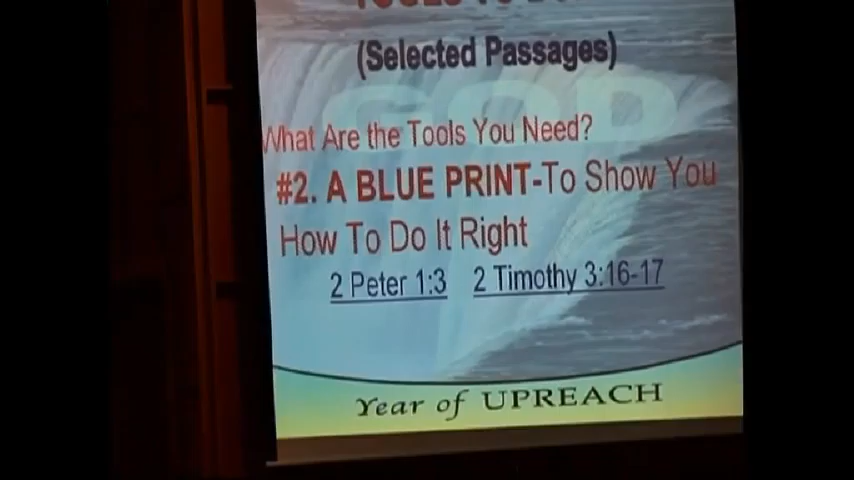 (Selected Passages)
GOD
What Are the Tools You Need?
#2. A BLUE PRINT-To Show You
How To Do It Right
2 Peter 1:3 2 Timothy 3:16-17
Year of UPREACH